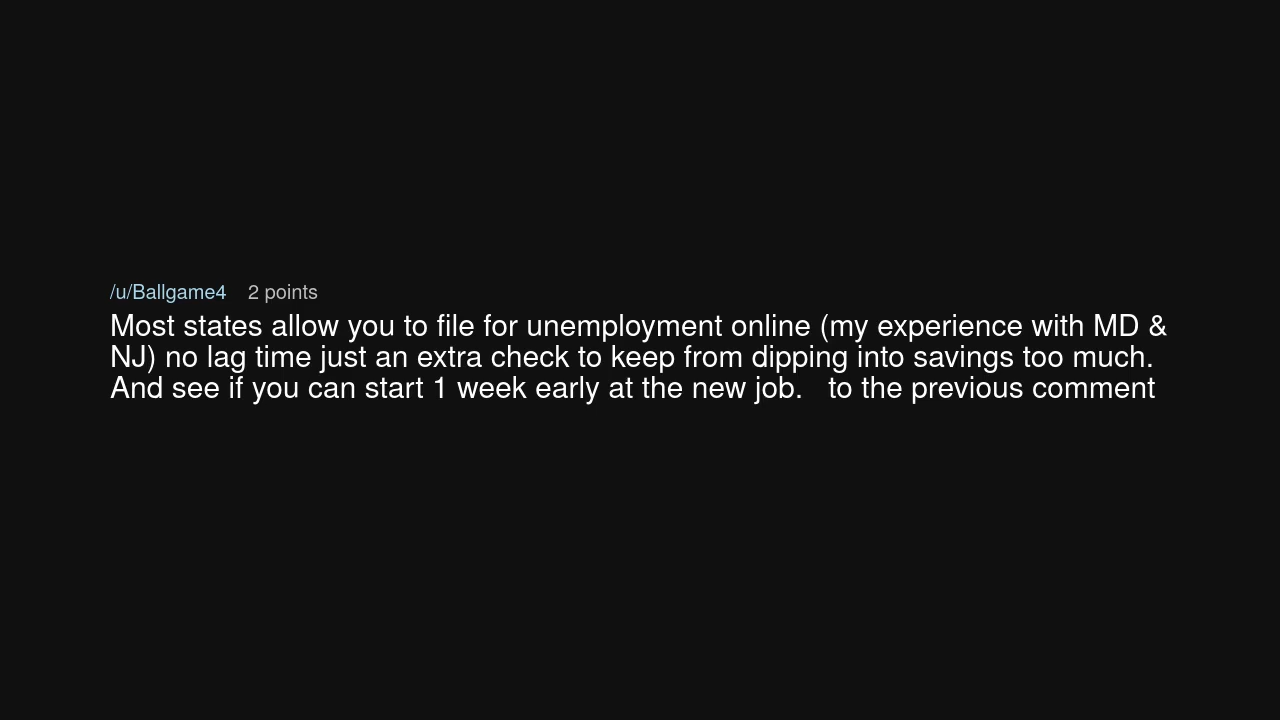 /u/Ballgame4 2 points
Most states allow you to file for unemployment online (my experience with MD &
NJ) no lag time just an extra check to keep from dipping into savings too much.
And see if you can start 1 week early at the new job.   to the previous comment